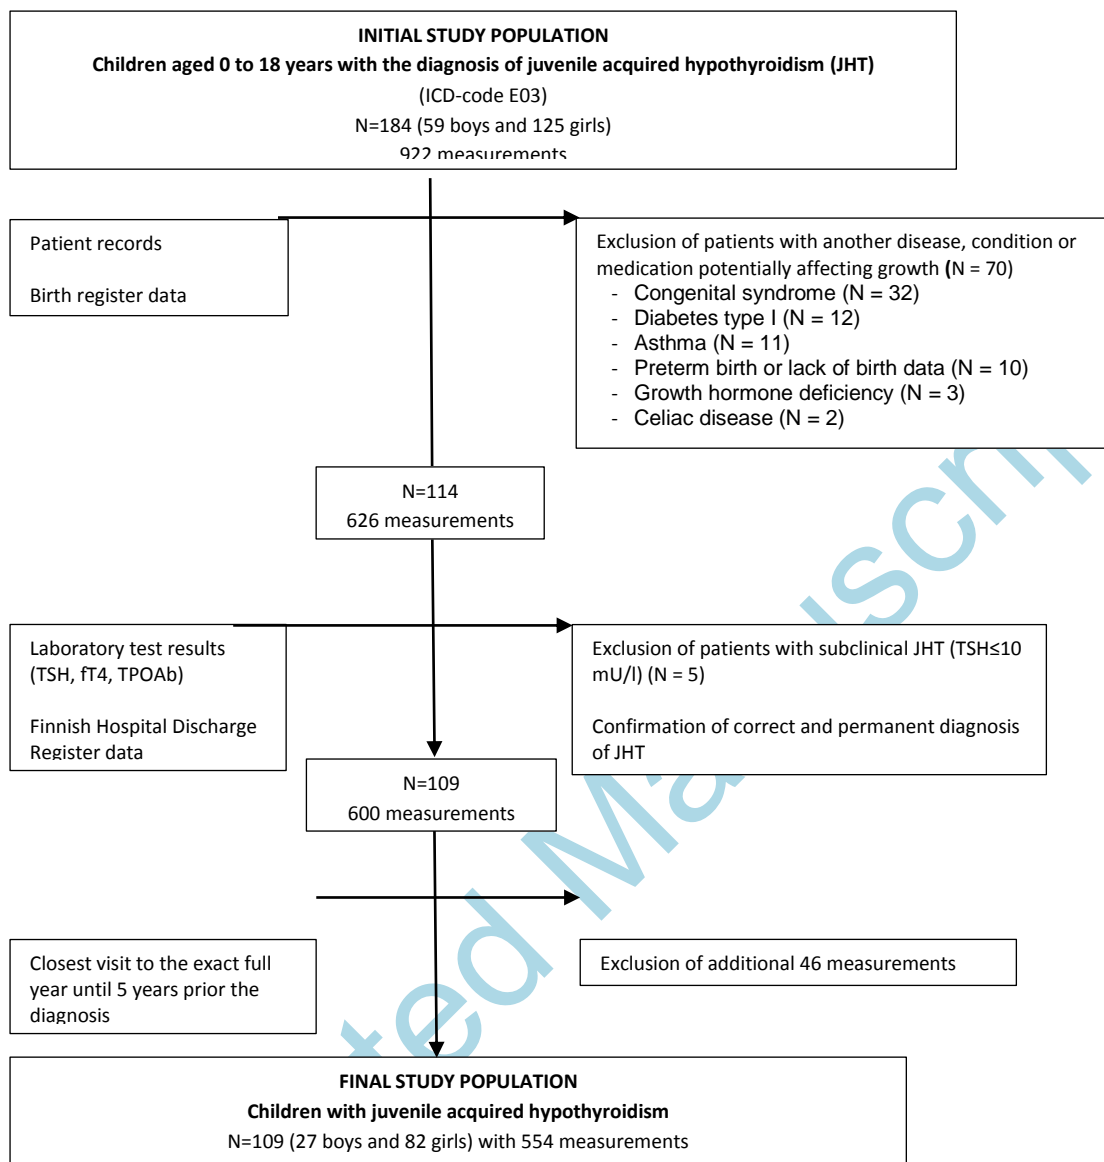 INITIAL STUDY POPULATION
Children aged 0 to 18 years with the diagnosis of juvenile acquired hypothyroidism (JHT)
(ICD-code E03)
N=184 (59 boys and 125 girls)
922 measurements
Patient records
Birth register data
Exclusion of patients with another disease, condition or
medication potentially affecting growth (N = 70)
- Congenital syndrome (N = 32)
- Diabetes type I (N = 12)
- Asthma (N = 11)
- Preterm birth or lack of birth data (N = 10)
- Growth hormone deficiency (N = 3)
- Celiac disease (N = 2)
N=114
626 measurements
Laboratory test results
(TSH, fT4, TPOAb)
Finnish Hospital Discharge
Register data
Exclusion of patients with subclinical JHT (TSH≤10
mU/l) (N = 5)
Confirmation of correct and permanent diagnosis
of JHT
N=109
600 measurements
Closest visit to the exact full
year until 5 years prior the
diagnosis
Exclusion of additional 46 measurements
FINAL STUDY POPULATION
Children with juvenile acquired hypothyroidism
N=109 (27 boys and 82 girls) with 554 measurements